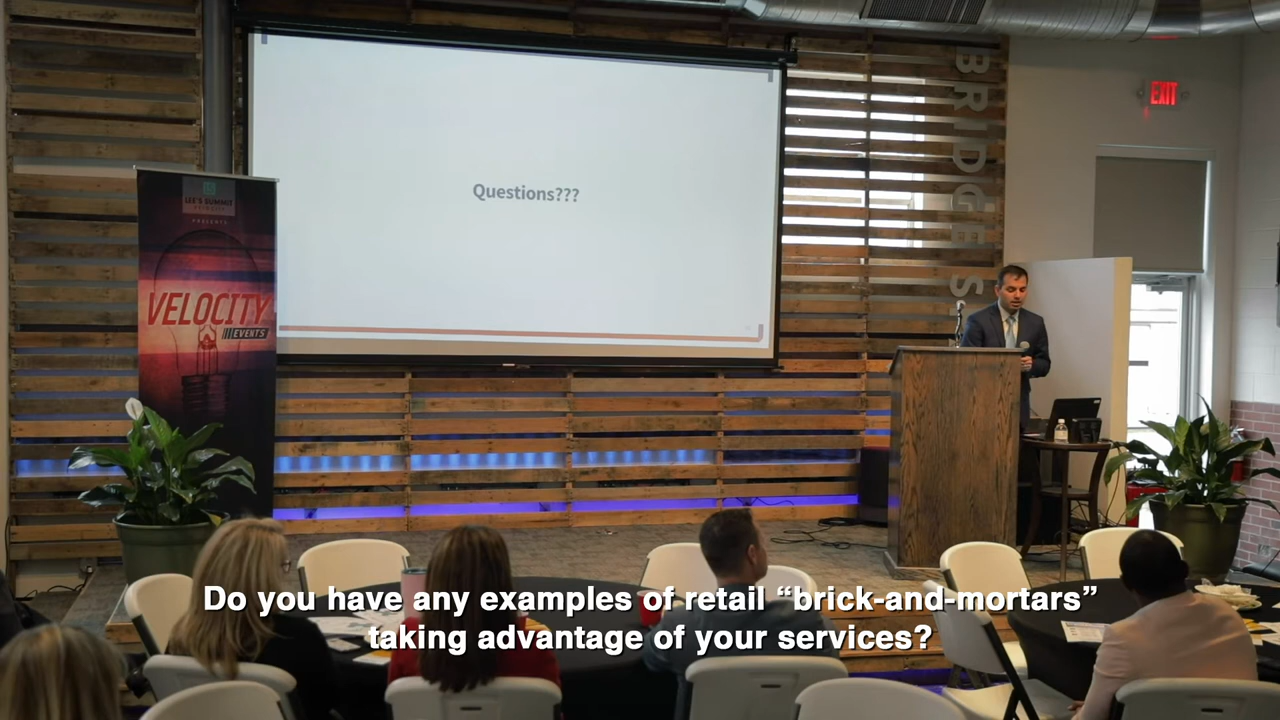 BRIDGES
EXIT
Questions???
LEE'S SUMMIT
PRESENTS
VELOCITY
EVENTS
Do you have any examples of retail “brick-and-mortars”
taking advantage of your services?